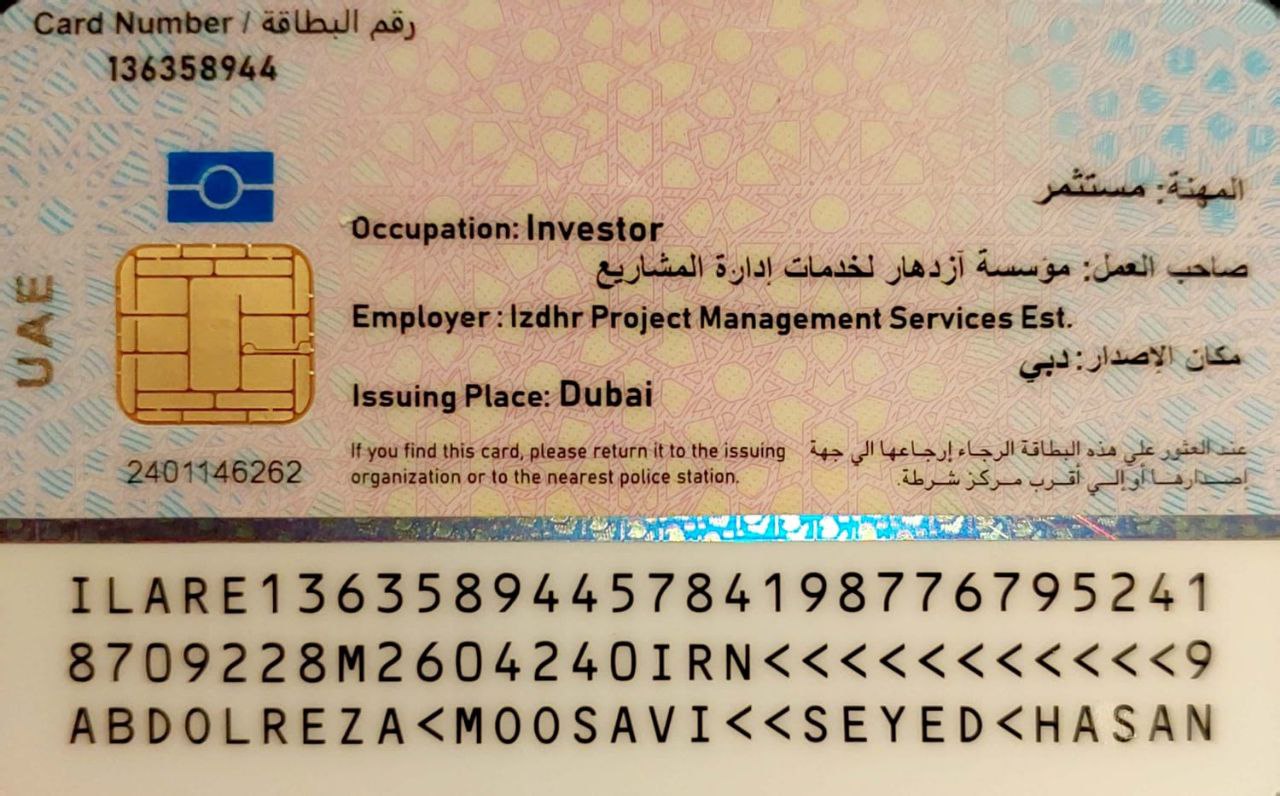 Card Number / رقم البطاقة
136358944
المهنة: مستثمر
Occupation: Investor
صاحب العمل: مؤسسة آزدهار لخدمات إدارة المشاريع
Employer : Izdhr Project Management Services Est.
مكان الإصدار: دبي
Issuing Place: Dubai
UAE
2401146262
If you find this card, please return it to the issuing
organization or to the nearest police station.
عند العثور علي هذه البطاقة الرجاء إرجاعها الي جهة
إصدارها أو إلي أقرب مركز شرطة.
ILARE1363589445784198776795241
8709228M2604240IRN<<<<<<<<<<<9
ABDOLREZA<MOOSAVI<<SEYED<HASAN